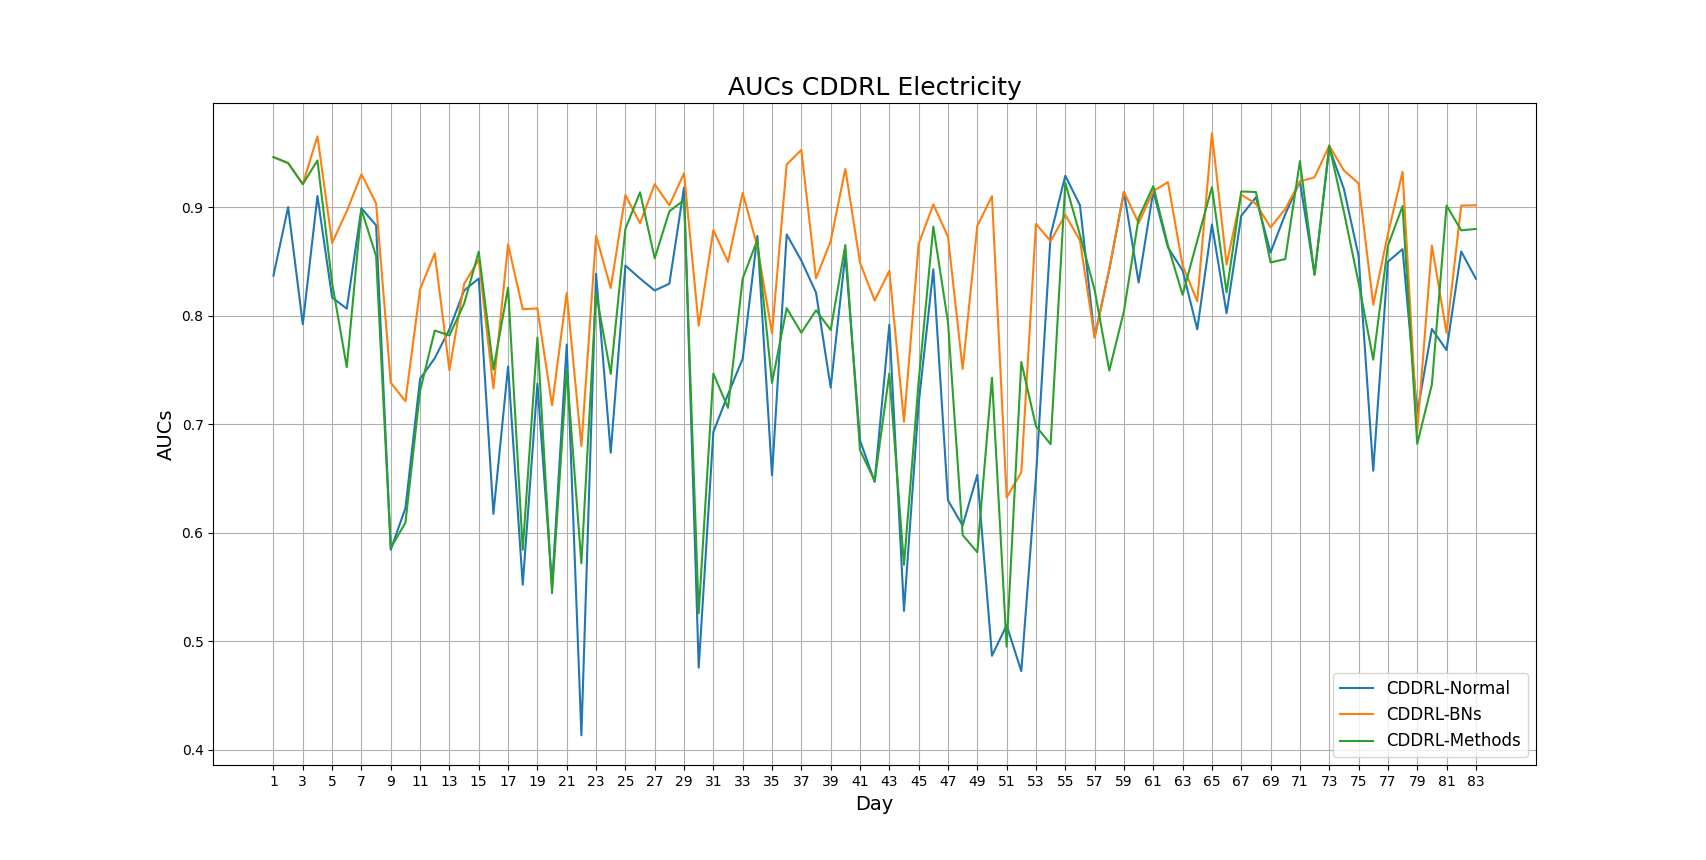 AUCs CDDRL Electricity
AUCs
0.9
0.8
0.7
0.6
0.5
0.4
CDDRL-Normal
CDDRL-BNs
CDDRL-Methods
1 3 5 7 9 11 13 15 17 19 21 23 25 27 29 31 33 35 37 39 41 43 45 47 49 51 53 55 57 59 61 63 65 67 69 71 73 75 77 79 81 83
Day